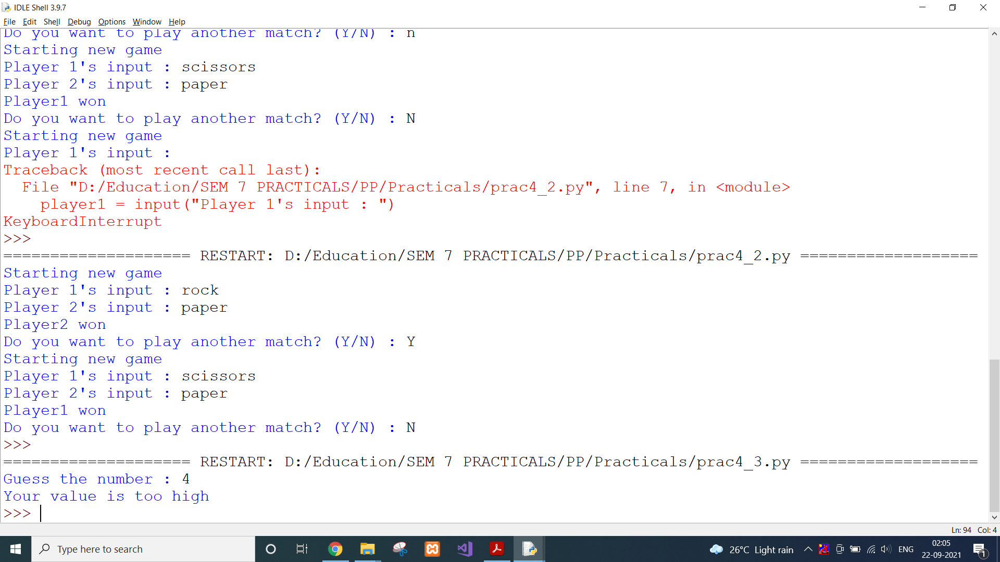 IDLE Shell 3.9.7
File Edit Shell Debug Options Window Help
Do you want to play another match? (Y/N) : n
Starting new game
Player 1's input : scissors
Player 2's input : paper
Player1 won
Do you want to play another match? (Y/N) : N
Starting new game
Player 1's input :
Traceback (most recent call last):
  File "D:/Education/SEM 7 PRACTICALS/PP/Practicals/prac4_2.py", line 7, in <module>
    player1 = input("Player 1's input : ")
KeyboardInterrupt
>>>
==================== RESTART: D:/Education/SEM 7 PRACTICALS/PP/Practicals/prac4_2.py ===================
Starting new game
Player 1's input : rock
Player 2's input : paper
Player2 won
Do you want to play another match? (Y/N) : Y
Starting new game
Player 1's input : scissors
Player 2's input : paper
Player1 won
Do you want to play another match? (Y/N) : N
>>>
==================== RESTART: D:/Education/SEM 7 PRACTICALS/PP/Practicals/prac4_3.py ===================
Guess the number : 4
Your value is too high
>>>
Ln: 94 Col: 4
Type here to search
26°C Light rain
ENG
02:05
22-09-2021
1